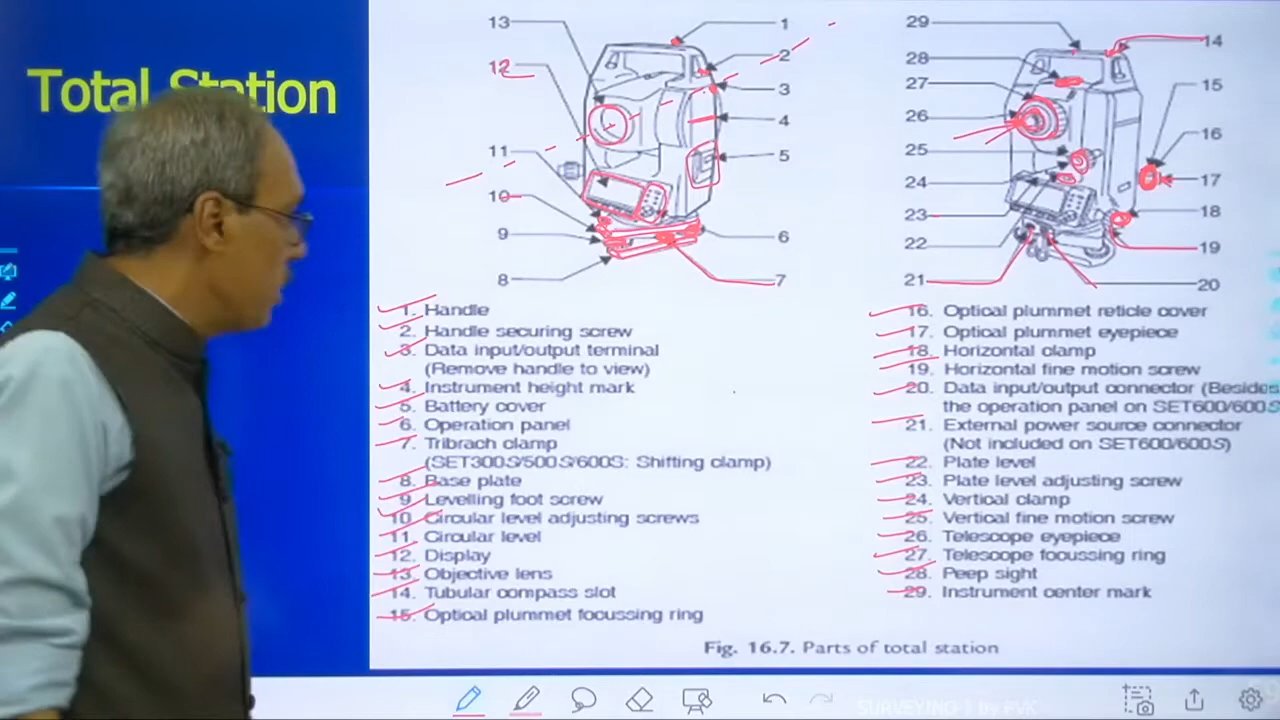 Total Station
13
12
11
10
9
8
1
2
3
4
5
6
7
29
28
27
26
25
24
23
22
21
14
15
16
17
18
19
20
1. Handle
2. Handle securing screw
3. Data input/output terminal
(Remove handle to view)
4. Instrument height mark
5. Battery cover
6. Operation panel
7. Tribrach clamp
(SET300S/500S/600S: Shifting clamp)
8. Base plate
9. Levelling foot screw
10. Circular level adjusting screws
11. Circular level
12. Display
13. Objective lens
14. Tubular compass slot
15. Optical plummet focussing ring
16. Optical plummet reticle cover
17. Optical plummet eyepiece
18. Horizontal clamp
19. Horizontal fine motion screw
20. Data input/output connector (Besides
the operation panel on SET600/600S
21. External power source connector
(Not included on SET600/600S)
22. Plate level
23. Plate level adjusting screw
24. Vertical clamp
25. Vertical fine motion screw
26. Telescope eyepiece
27. Telescope focussing ring
28. Peep sight
29. Instrument center mark
Fig. 16.7. Parts of total station
SURVEYING 1 by PVK